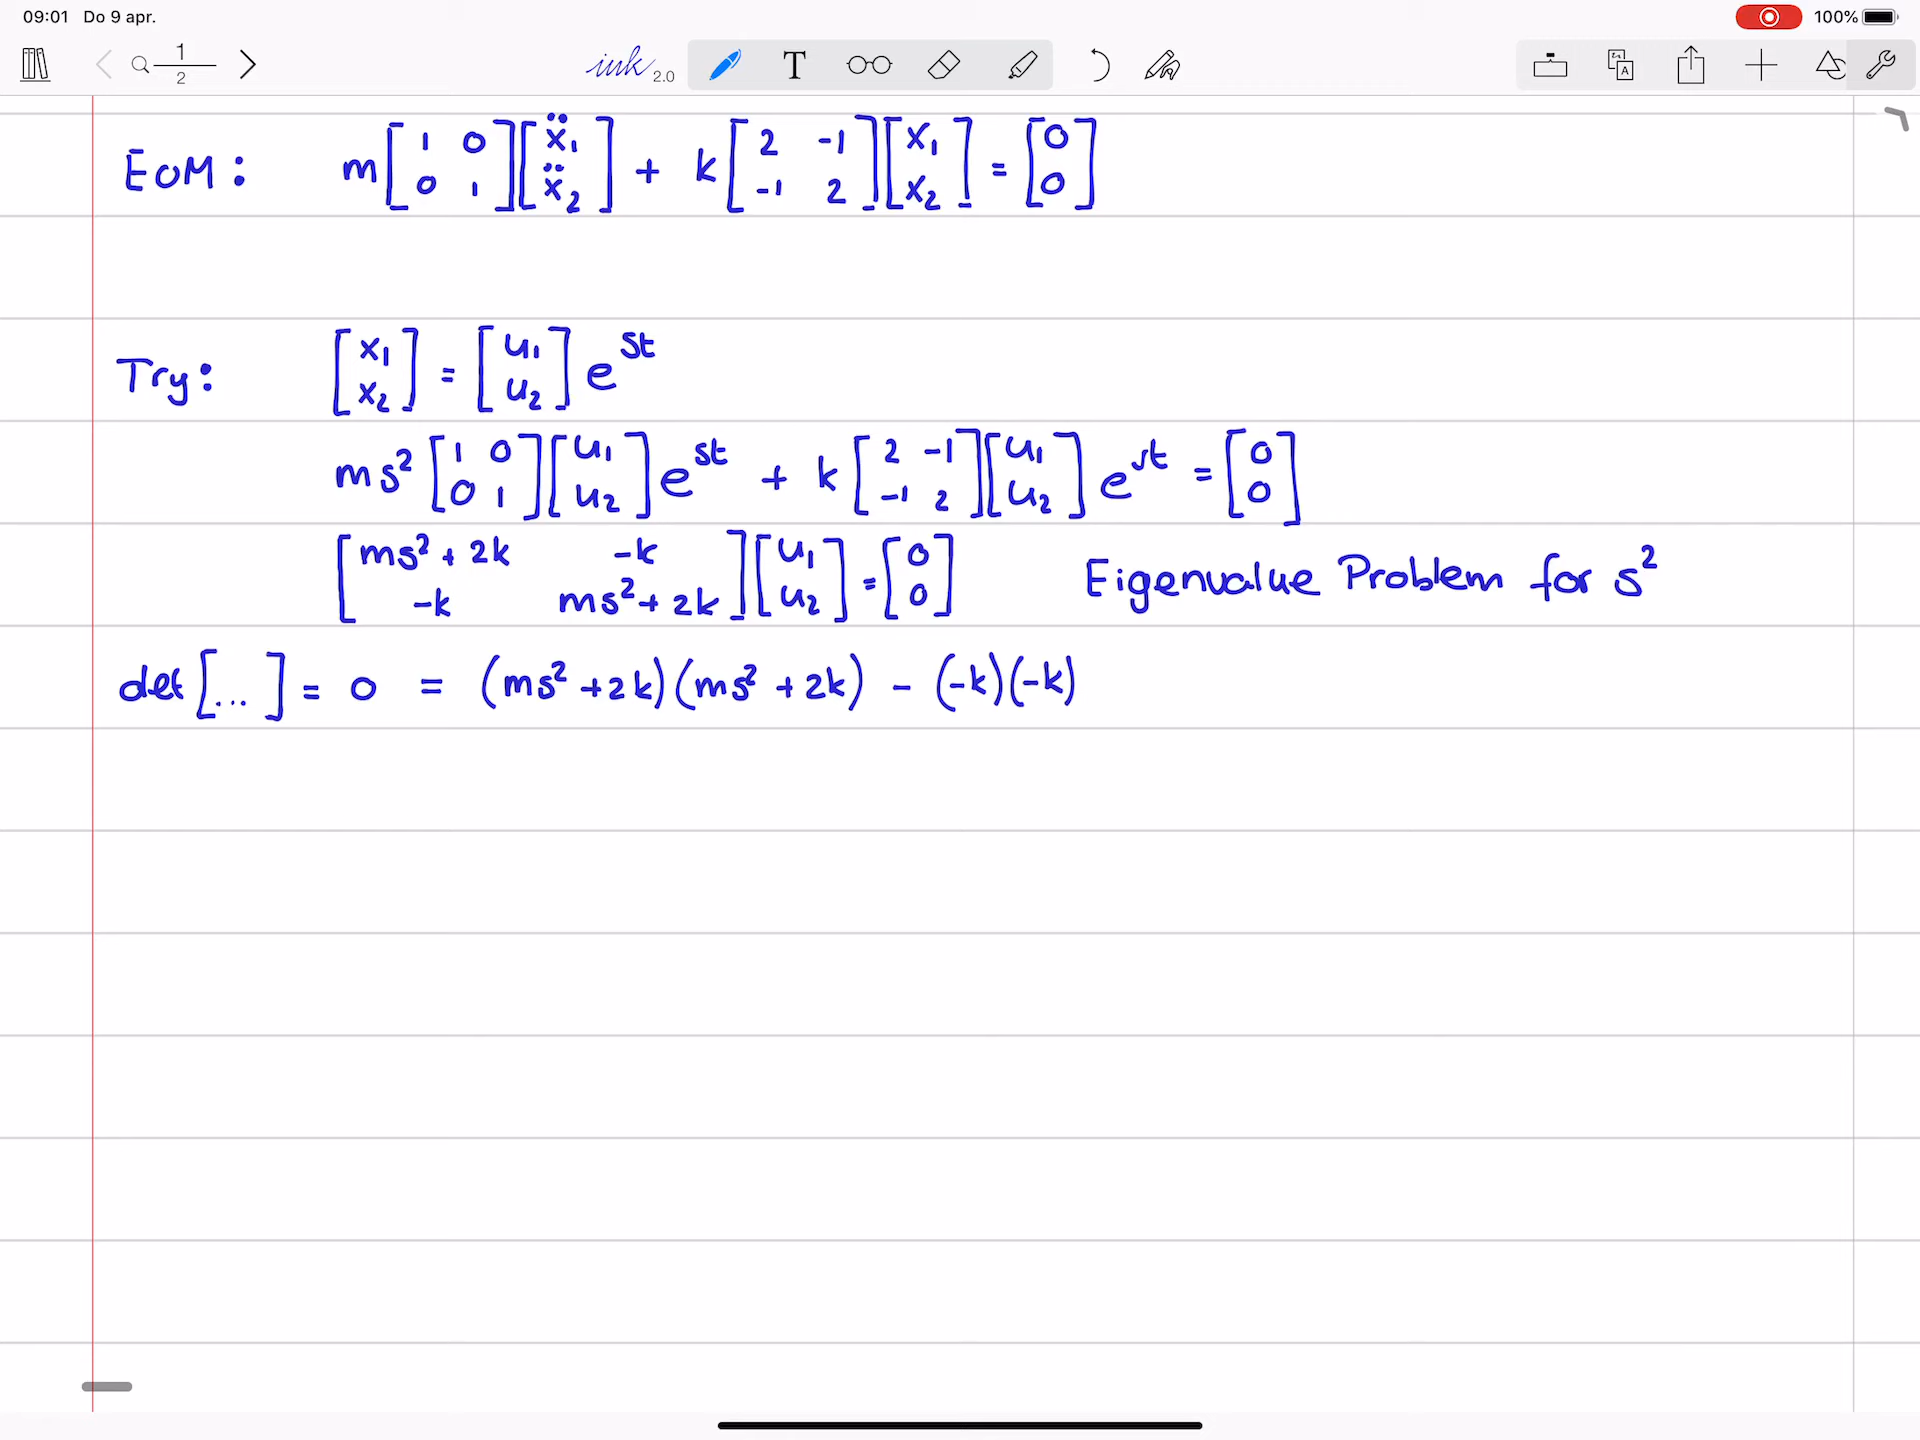 09:01 Do 9 apr. 100%
1/2 ink 2.0 T A
EoM: m [1 0; 0 1] [ẍ₁; ẍ₂] + k [2 -1; -1 2] [x₁; x₂] = [0; 0]
Try: [x₁; x₂] = [u₁; u₂] e^st
ms² [1 0; 0 1] [u₁; u₂] e^st + k [2 -1; -1 2] [u₁; u₂] e^st = [0; 0]
[ms² + 2k -k; -k ms² + 2k] [u₁; u₂] = [0; 0] Eigenvalue Problem for s²
det [...] = 0 = (ms² + 2k)(ms² + 2k) - (-k)(-k)